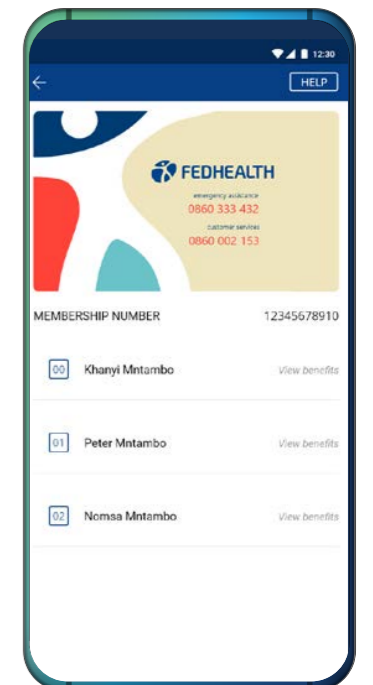 12:30
HELP
FEDHEALTH
emergency assistance
0860 333 432
customer services
0860 002 153
MEMBERSHIP NUMBER 12345678910
00 Khanyi Mntambo View benefits
01 Peter Mntambo View benefits
02 Nomsa Mntambo View benefits